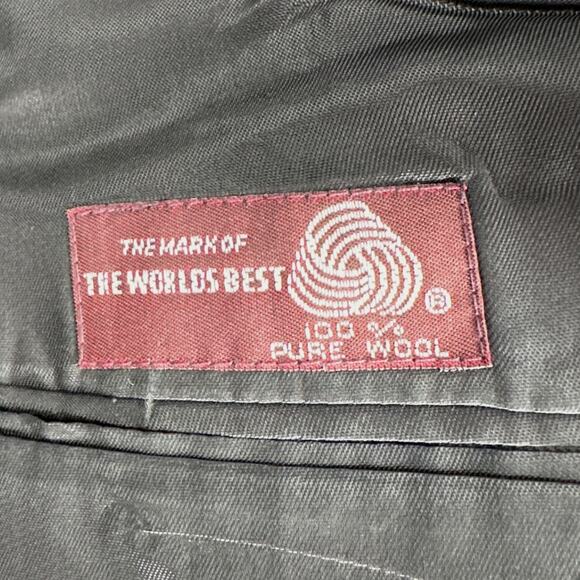 THE MARK OF
THE WORLDS BEST
®
100 %
PURE WOOL